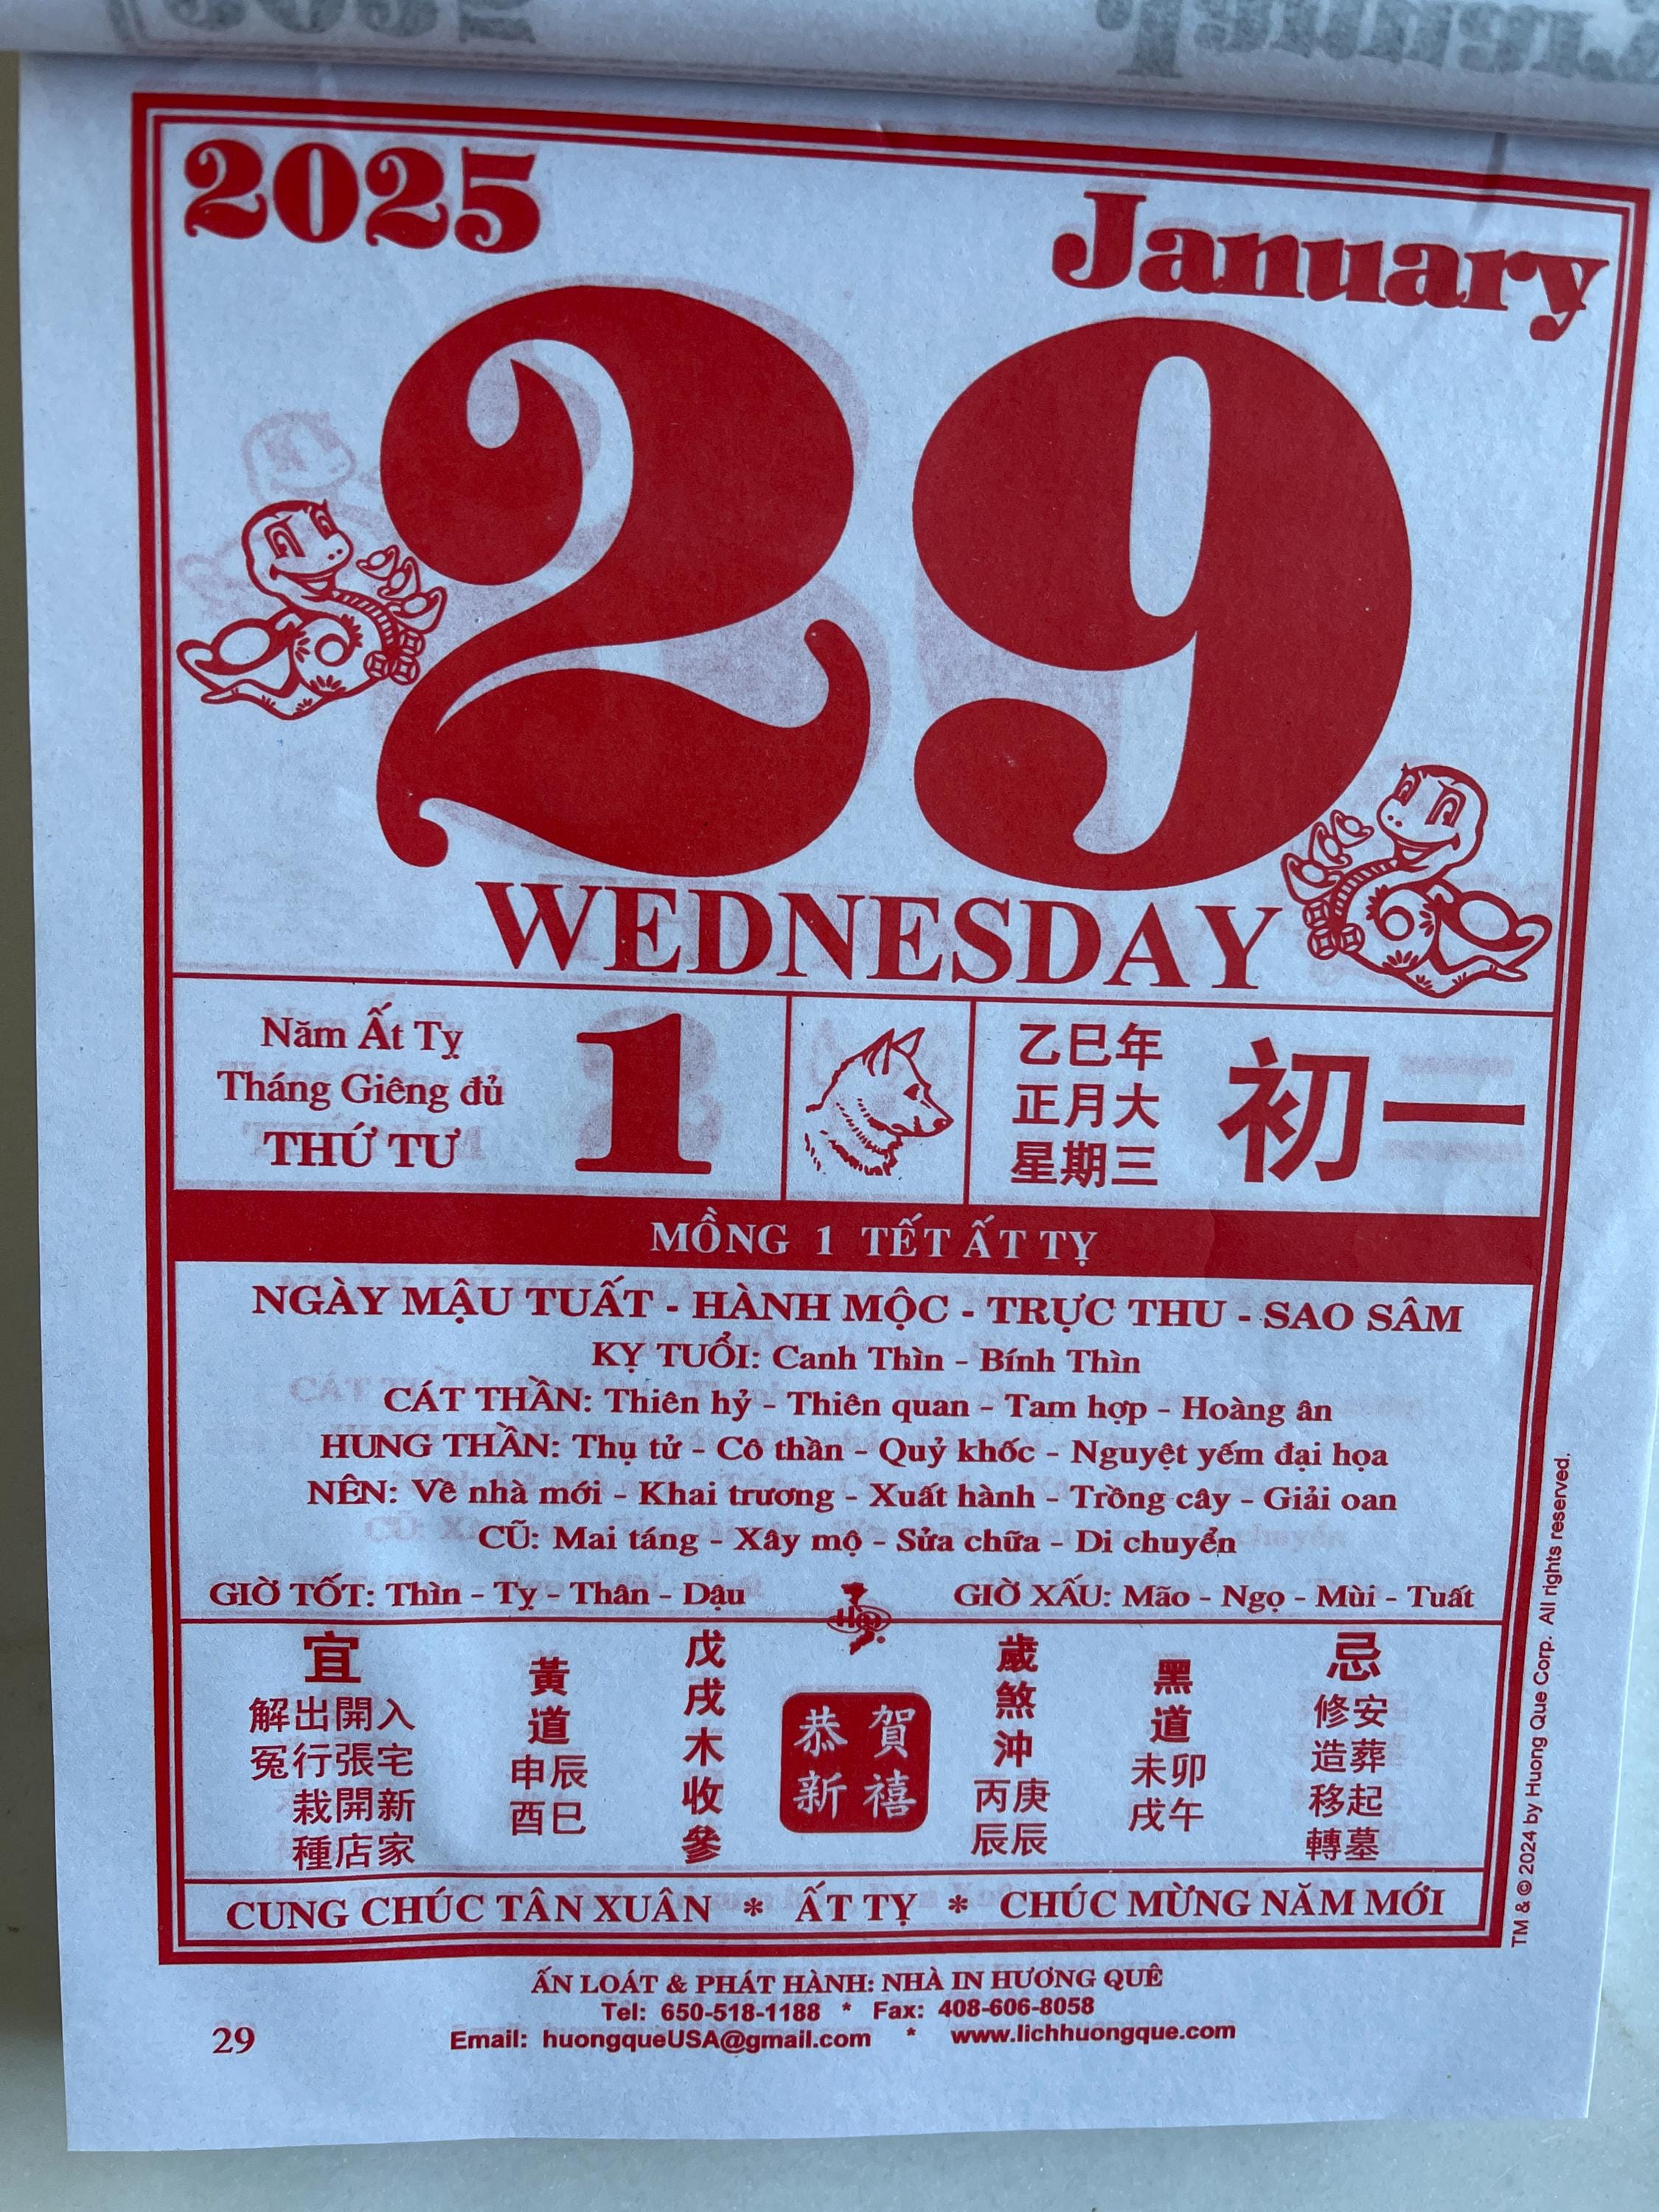 2025
January
29
WEDNESDAY
Năm Ất Tỵ
Tháng Giêng đủ
THỨ TƯ
1
乙巳年
正月大
星期三
初一
MỒNG 1 TẾT ẤT TỴ
NGÀY MẬU TUẤT - HÀNH MỘC - TRỰC THU - SAO SÂM
KỴ TUỔI: Canh Thìn - Bính Thìn
CÁT THẦN: Thiên hỷ - Thiên quan - Tam hợp - Hoàng ân
HUNG THẦN: Thụ tử - Cô thần - Quỷ khốc - Nguyệt yếm đại họa
NÊN: Về nhà mới - Khai trương - Xuất hành - Trồng cây - Giải oan
CŨ: Mai táng - Xây mộ - Sửa chữa - Di chuyển
GIỜ TỐT: Thìn - Tỵ - Thân - Dậu
GIỜ XẤU: Mão - Ngọ - Mùi - Tuất
宜
入宅新家
開張開店
出行栽種
解冤
黃道
辰巳
申酉
戊戌木收參
恭賀
新禧
歲煞沖
庚辰
丙辰
黑道
卯午
未戌
忌
安葬起墓
修造移轉
CUNG CHÚC TÂN XUÂN * ẤT TỴ * CHÚC MỪNG NĂM MỚI
TM & © 2024 by Huong Que Corp. All rights reserved.
ẤN LOÁT & PHÁT HÀNH: NHÀ IN HƯƠNG QUÊ
Tel: 650-518-1188 * Fax: 408-606-8058
Email: huongqueUSA@gmail.com * www.lichhuongque.com
29